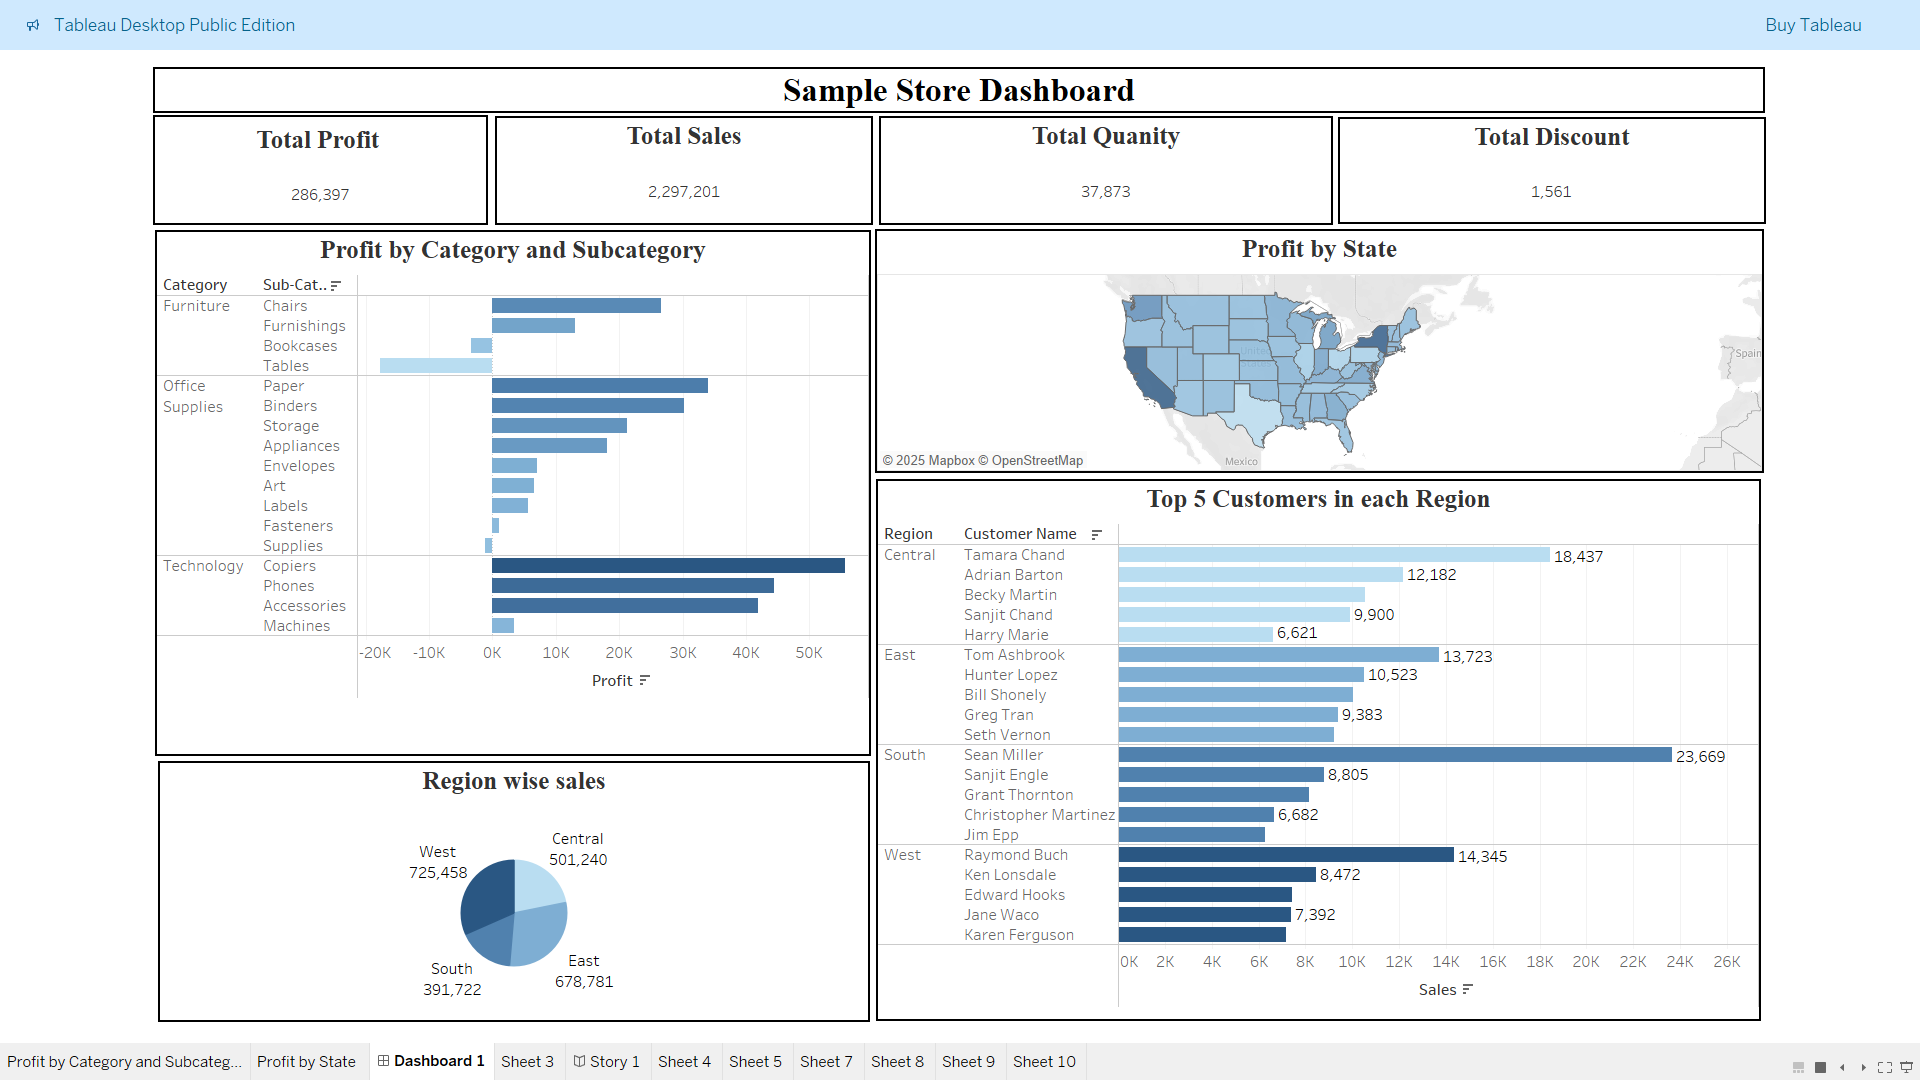 Tableau Desktop Public Edition
Buy Tableau
Sample Store Dashboard
Total Profit
286,397
Total Sales
2,297,201
Total Quanity
37,873
Total Discount
1,561
Profit by Category and Subcategory
Category Sub-Cat..
Furniture Chairs
Furnishings
Bookcases
Tables
Office Supplies Paper
Binders
Storage
Appliances
Envelopes
Art
Labels
Fasteners
Supplies
Technology Copiers
Phones
Accessories
Machines
-20K -10K 0K 10K 20K 30K 40K 50K
Profit
Profit by State
United States
Spain
Mexico
© 2025 Mapbox © OpenStreetMap
Region wise sales
Central
501,240
West
725,458
East
678,781
South
391,722
Top 5 Customers in each Region
Region Customer Name
Central Tamara Chand 18,437
Adrian Barton 12,182
Becky Martin
Sanjit Chand 9,900
Harry Marie 6,621
East Tom Ashbrook 13,723
Hunter Lopez 10,523
Bill Shonely
Greg Tran 9,383
Seth Vernon
South Sean Miller 23,669
Sanjit Engle 8,805
Grant Thornton
Christopher Martinez 6,682
Jim Epp
West Raymond Buch 14,345
Ken Lonsdale 8,472
Edward Hooks
Jane Waco 7,392
Karen Ferguson
0K 2K 4K 6K 8K 10K 12K 14K 16K 18K 20K 22K 24K 26K
Sales
Profit by Category and Subcateg... Profit by State Dashboard 1 Sheet 3 Story 1 Sheet 4 Sheet 5 Sheet 7 Sheet 8 Sheet 9 Sheet 10